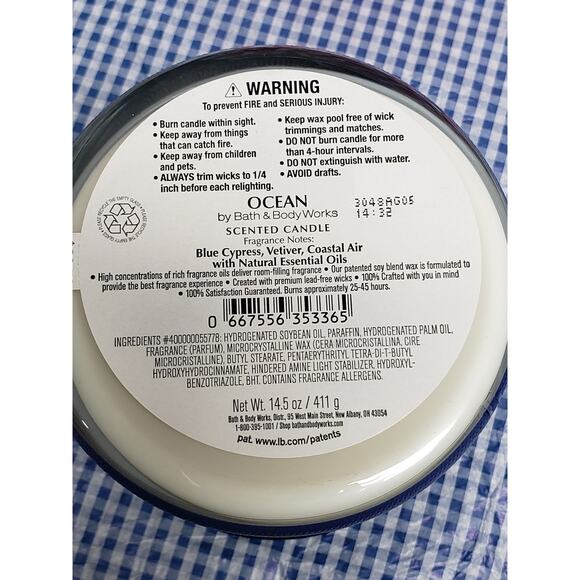 ⚠ WARNING
To prevent FIRE and SERIOUS INJURY:
• Burn candle within sight.
• Keep away from things
that can catch fire.
• Keep away from children
and pets.
• ALWAYS trim wicks to 1/4
inch before each relighting.
• Keep wax pool free of wick
trimmings and matches.
• DO NOT burn candle for more
than 4-hour intervals.
• DO NOT extinguish with water.
• AVOID drafts.
PLEASE RECYCLE THE EMPTY GLASS •
PLEASE RECYCLE THE EMPTY GLASS •
OCEAN
by Bath & Body Works
3048AG05
14:32
SCENTED CANDLE
Fragrance Notes:
Blue Cypress, Vetiver, Coastal Air
with Natural Essential Oils
• High concentrations of rich fragrance oils deliver room-filling fragrance • Our patented soy blend wax is formulated to
provide the best fragrance experience • Created with premium lead-free wicks • 100% Crafted with you in mind
• 100% Satisfaction Guaranteed. Burns approximately 25-45 hours.
0 667556 353365
INGREDIENTS #400000055778: HYDROGENATED SOYBEAN OIL, PARAFFIN, HYDROGENATED PALM OIL,
FRAGRANCE (PARFUM), MICROCRYSTALLINE WAX (CERA MICROCRISTALLINA, CIRE
MICROCRISTALLINE), BUTYL STEARATE, PENTAERYTHRITYL TETRA-DI-T-BUTYL
HYDROXYHYDROCINNAMATE, HINDERED AMINE LIGHT STABILIZER, HYDROXYL-
BENZOTRIAZOLE, BHT. CONTAINS FRAGRANCE ALLERGENS.
Net Wt. 14.5 oz / 411 g
Bath & Body Works, Distr., 95 West Main Street, New Albany, OH 43054
1-800-395-1001 / Shop bathandbodyworks.com
pat. www.lb.com/patents